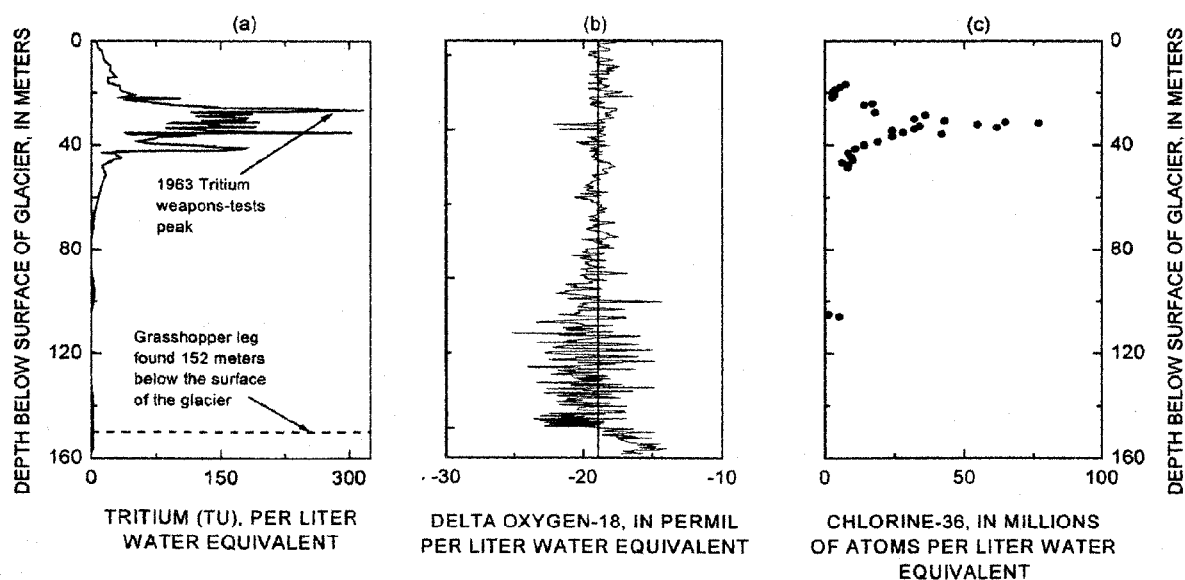 (a)
(b)
(c)
DEPTH BELOW SURFACE OF GLACIER, IN METERS
0
40
80
120
160
0
150
300
1963 Tritium
weapons-tests
peak
Grasshopper leg
found 152 meters
below the surface
of the glacier
TRITIUM (TU), PER LITER
WATER EQUIVALENT
-30
-20
-10
DELTA OXYGEN-18, IN PERMIL
PER LITER WATER EQUIVALENT
0
50
100
CHLORINE-36, IN MILLIONS
OF ATOMS PER LITER WATER
EQUIVALENT
0
40
80
120
160
DEPTH BELOW SURFACE OF GLACIER, IN METERS